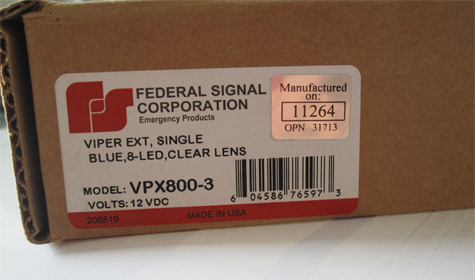 FEDERAL SIGNAL
CORPORATION
Emergency Products
Manufactured
on:
11264
OPN 31713
VIPER EXT, SINGLE
BLUE,8-LED,CLEAR LENS
MODEL: VPX800-3
VOLTS: 12 VDC
6 04586 76597 3
206819
MADE IN USA